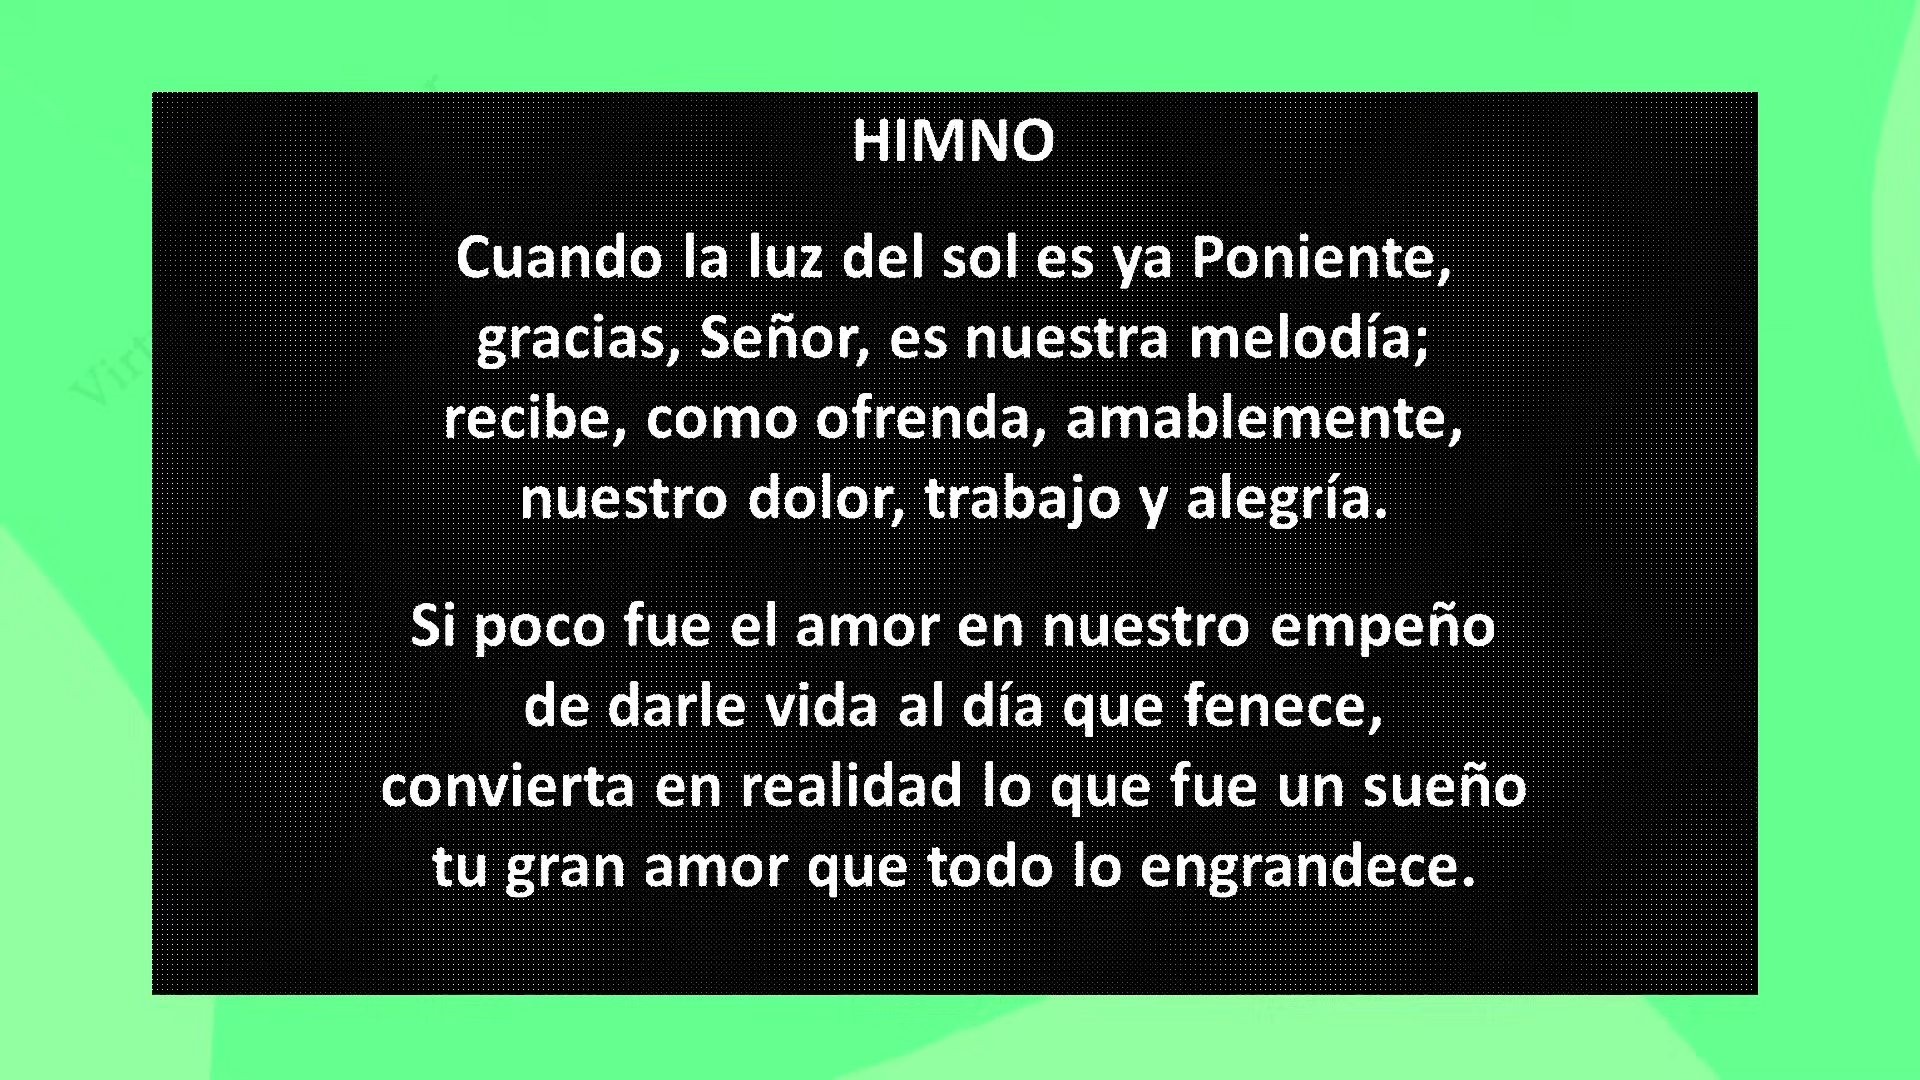 HIMNO
Cuando la luz del sol es ya Poniente,
gracias, Señor, es nuestra melodía;
recibe, como ofrenda, amablemente,
nuestro dolor, trabajo y alegría.
Si poco fue el amor en nuestro empeño
de darle vida al día que fenece,
convierta en realidad lo que fue un sueño
tu gran amor que todo lo engrandece.